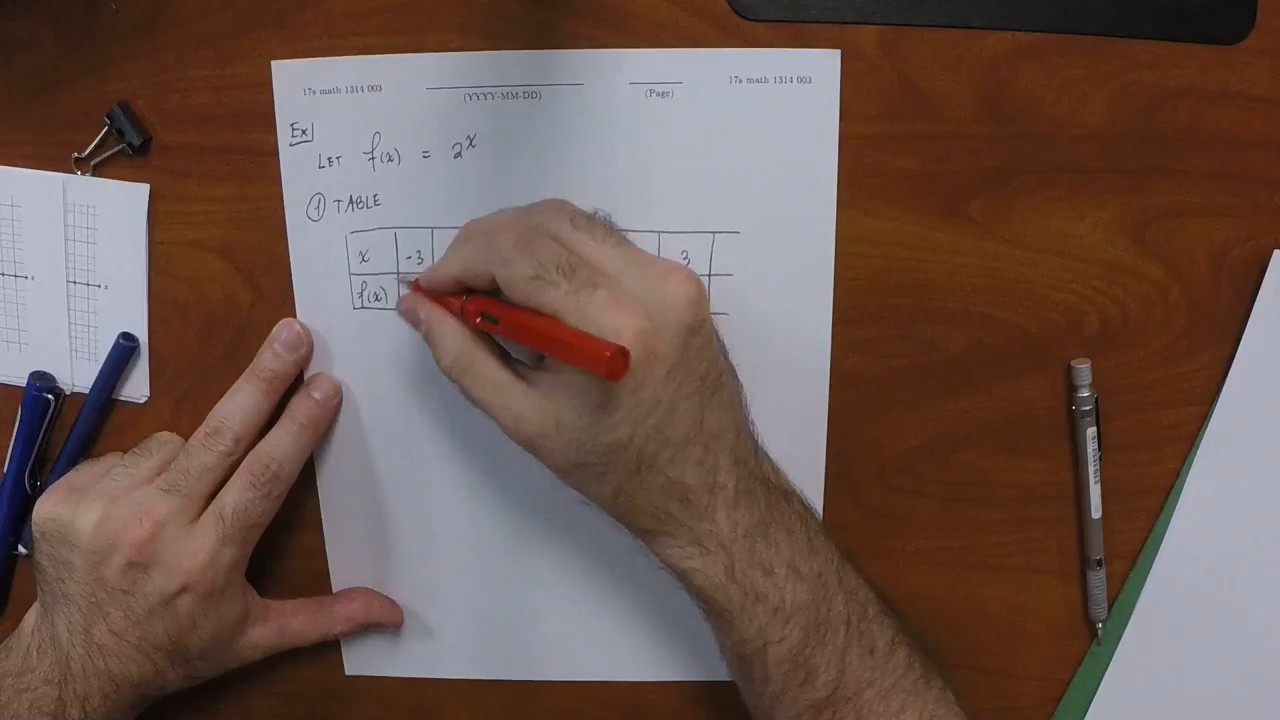 17s math 1314 003 (YYYY-MM-DD) (Page) 17s math 1314 003
Ex
LET f(x) = 2^x
① TABLE
x -3 3
f(x)